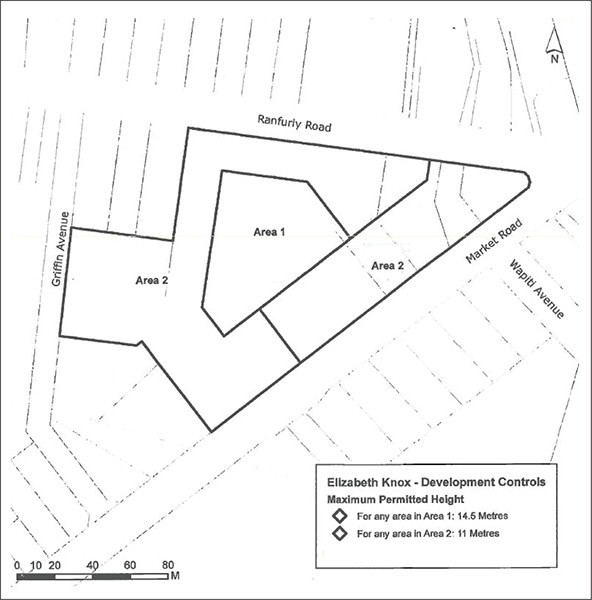 N
Ranfurly Road
Griffin Avenue
Area 1
Area 2
Area 2
Market Road
Wapiti Avenue
Elizabeth Knox - Development Controls
Maximum Permitted Height
For any area in Area 1: 14.5 Metres
For any area in Area 2: 11 Metres
0 10 20 40 60 80
M